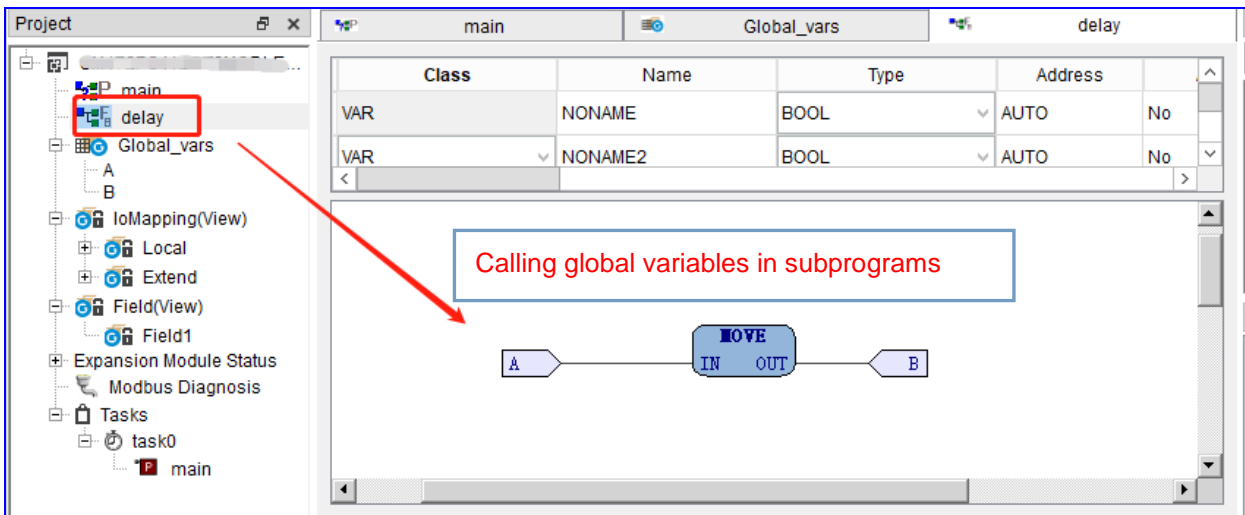 Project
main
Global_vars
delay
main
delay
Global_vars
A
B
IoMapping(View)
Local
Extend
Field(View)
Field1
Expansion Module Status
Modbus Diagnosis
Tasks
task0
P main
Class Name Type Address
VAR NONAME BOOL AUTO No
VAR NONAME2 BOOL AUTO No
Calling global variables in subprograms
MOVE
A IN OUT B